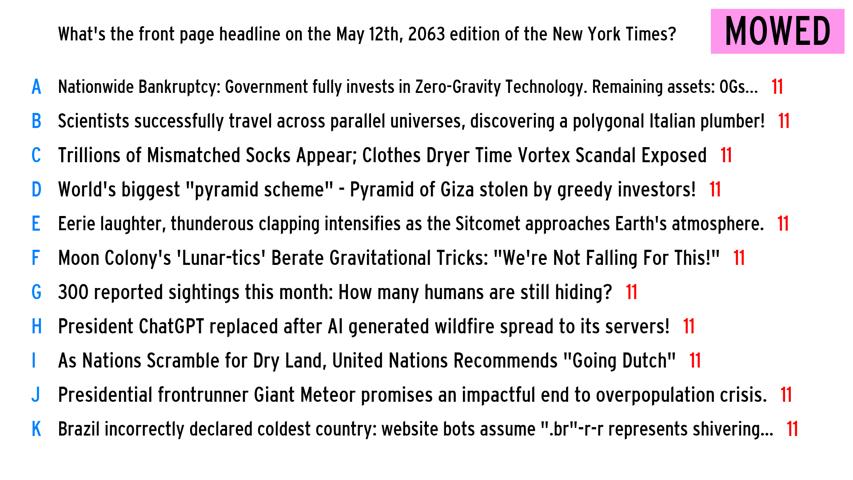 What's the front page headline on the May 12th, 2063 edition of the New York Times?
MOWED
A Nationwide Bankruptcy: Government fully invests in Zero-Gravity Technology. Remaining assets: OGs... 11
B Scientists successfully travel across parallel universes, discovering a polygonal Italian plumber! 11
C Trillions of Mismatched Socks Appear; Clothes Dryer Time Vortex Scandal Exposed 11
D World's biggest "pyramid scheme" - Pyramid of Giza stolen by greedy investors! 11
E Eerie laughter, thunderous clapping intensifies as the Sitcomet approaches Earth's atmosphere. 11
F Moon Colony's 'Lunar-tics' Berate Gravitational Tricks: "We're Not Falling For This!" 11
G 300 reported sightings this month: How many humans are still hiding? 11
H President ChatGPT replaced after AI generated wildfire spread to its servers! 11
I As Nations Scramble for Dry Land, United Nations Recommends "Going Dutch" 11
J Presidential frontrunner Giant Meteor promises an impactful end to overpopulation crisis. 11
K Brazil incorrectly declared coldest country: website bots assume ".br"-r-r represents shivering... 11